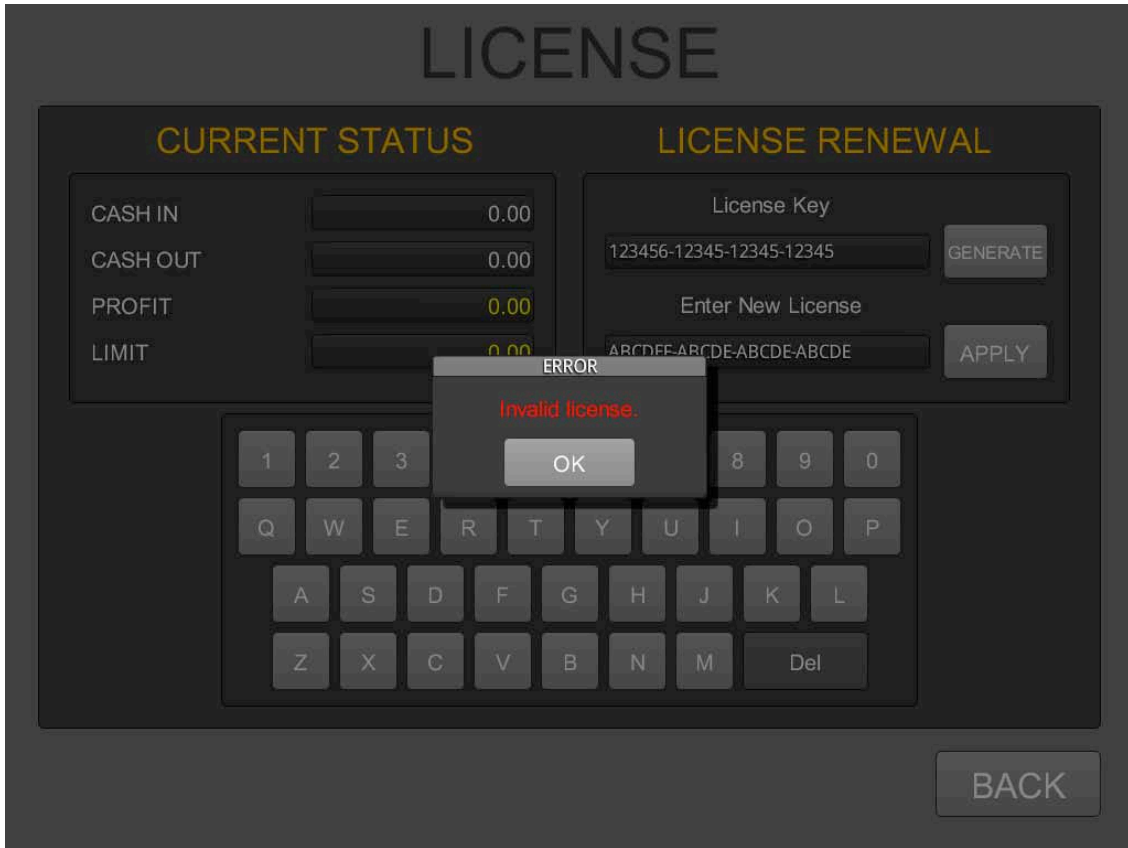 LICENSE
CURRENT STATUS
CASH IN 0.00
CASH OUT 0.00
PROFIT 0.00
LIMIT 0.00
LICENSE RENEWAL
License Key
123456-12345-12345-12345 GENERATE
Enter New License
ABCDEF-ABCDE-ABCDE-ABCDE APPLY
ERROR
Invalid license.
OK
1 2 3 8 9 0
Q W E R T Y U I O P
A S D F G H J K L
Z X C V B N M Del
BACK